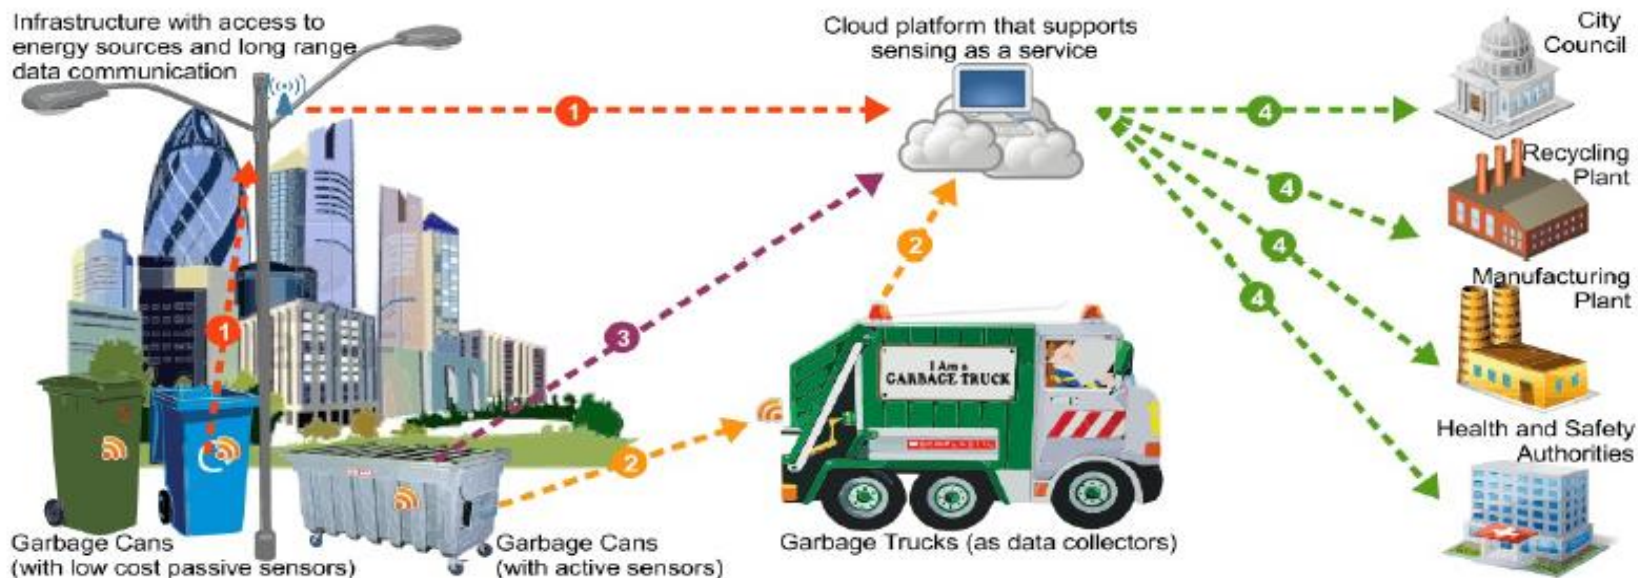 Infrastructure with access to
energy sources and long range
data communication
Cloud platform that supports
sensing as a service
City
Council
1
4
Recycling
Plant
4
2
4
Manufacturing
Plant
4
1
3
I Am a
GARBAGE TRUCK
2
Health and Safety
Authorities
Garbage Cans
(with low cost passive sensors)
Garbage Cans
(with active sensors)
Garbage Trucks (as data collectors)